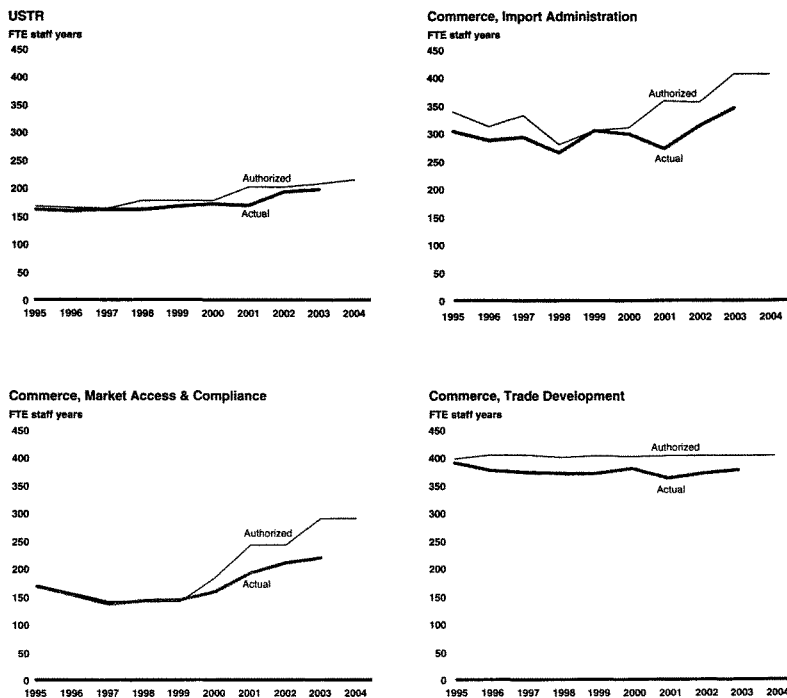 USTR
FTE staff years
450
400
350
300
250
200
150
100
50
0
Authorized
Actual
1995 1996 1997 1998 1999 2000 2001 2002 2003 2004
Commerce, Import Administration
FTE staff years
450
400
350
300
250
200
150
100
50
0
Authorized
Actual
1995 1996 1997 1998 1999 2000 2001 2002 2003 2004
Commerce, Market Access & Compliance
FTE staff years
450
400
350
300
250
200
150
100
50
0
Authorized
Actual
1995 1996 1997 1998 1999 2000 2001 2002 2003 2004
Commerce, Trade Development
FTE staff years
450
400
350
300
250
200
150
100
50
0
Authorized
Actual
1995 1996 1997 1998 1999 2000 2001 2002 2003 2004